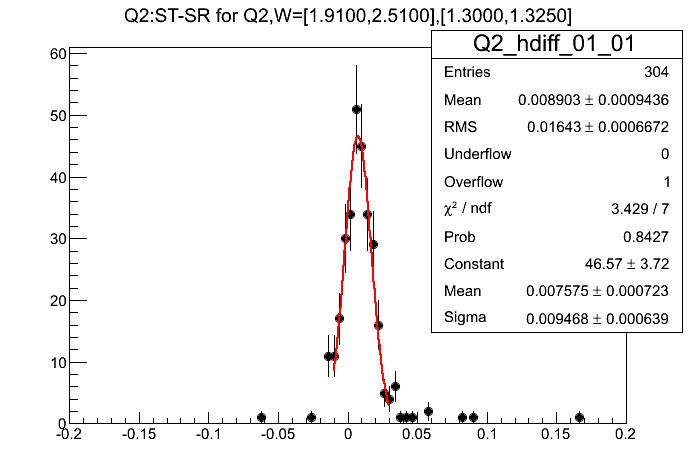 Q2:ST-SR for Q2,W=[1.9100,2.5100],[1.3000,1.3250]
Q2_hdiff_01_01
Entries 304
Mean 0.008903 ± 0.0009436
RMS 0.01643 ± 0.0006672
Underflow 0
Overflow 1
χ² / ndf 3.429 / 7
Prob 0.8427
Constant 46.57 ± 3.72
Mean 0.007575 ± 0.000723
Sigma 0.009468 ± 0.000639
60
50
40
30
20
10
0
-0.2 -0.15 -0.1 -0.05 0 0.05 0.1 0.15 0.2